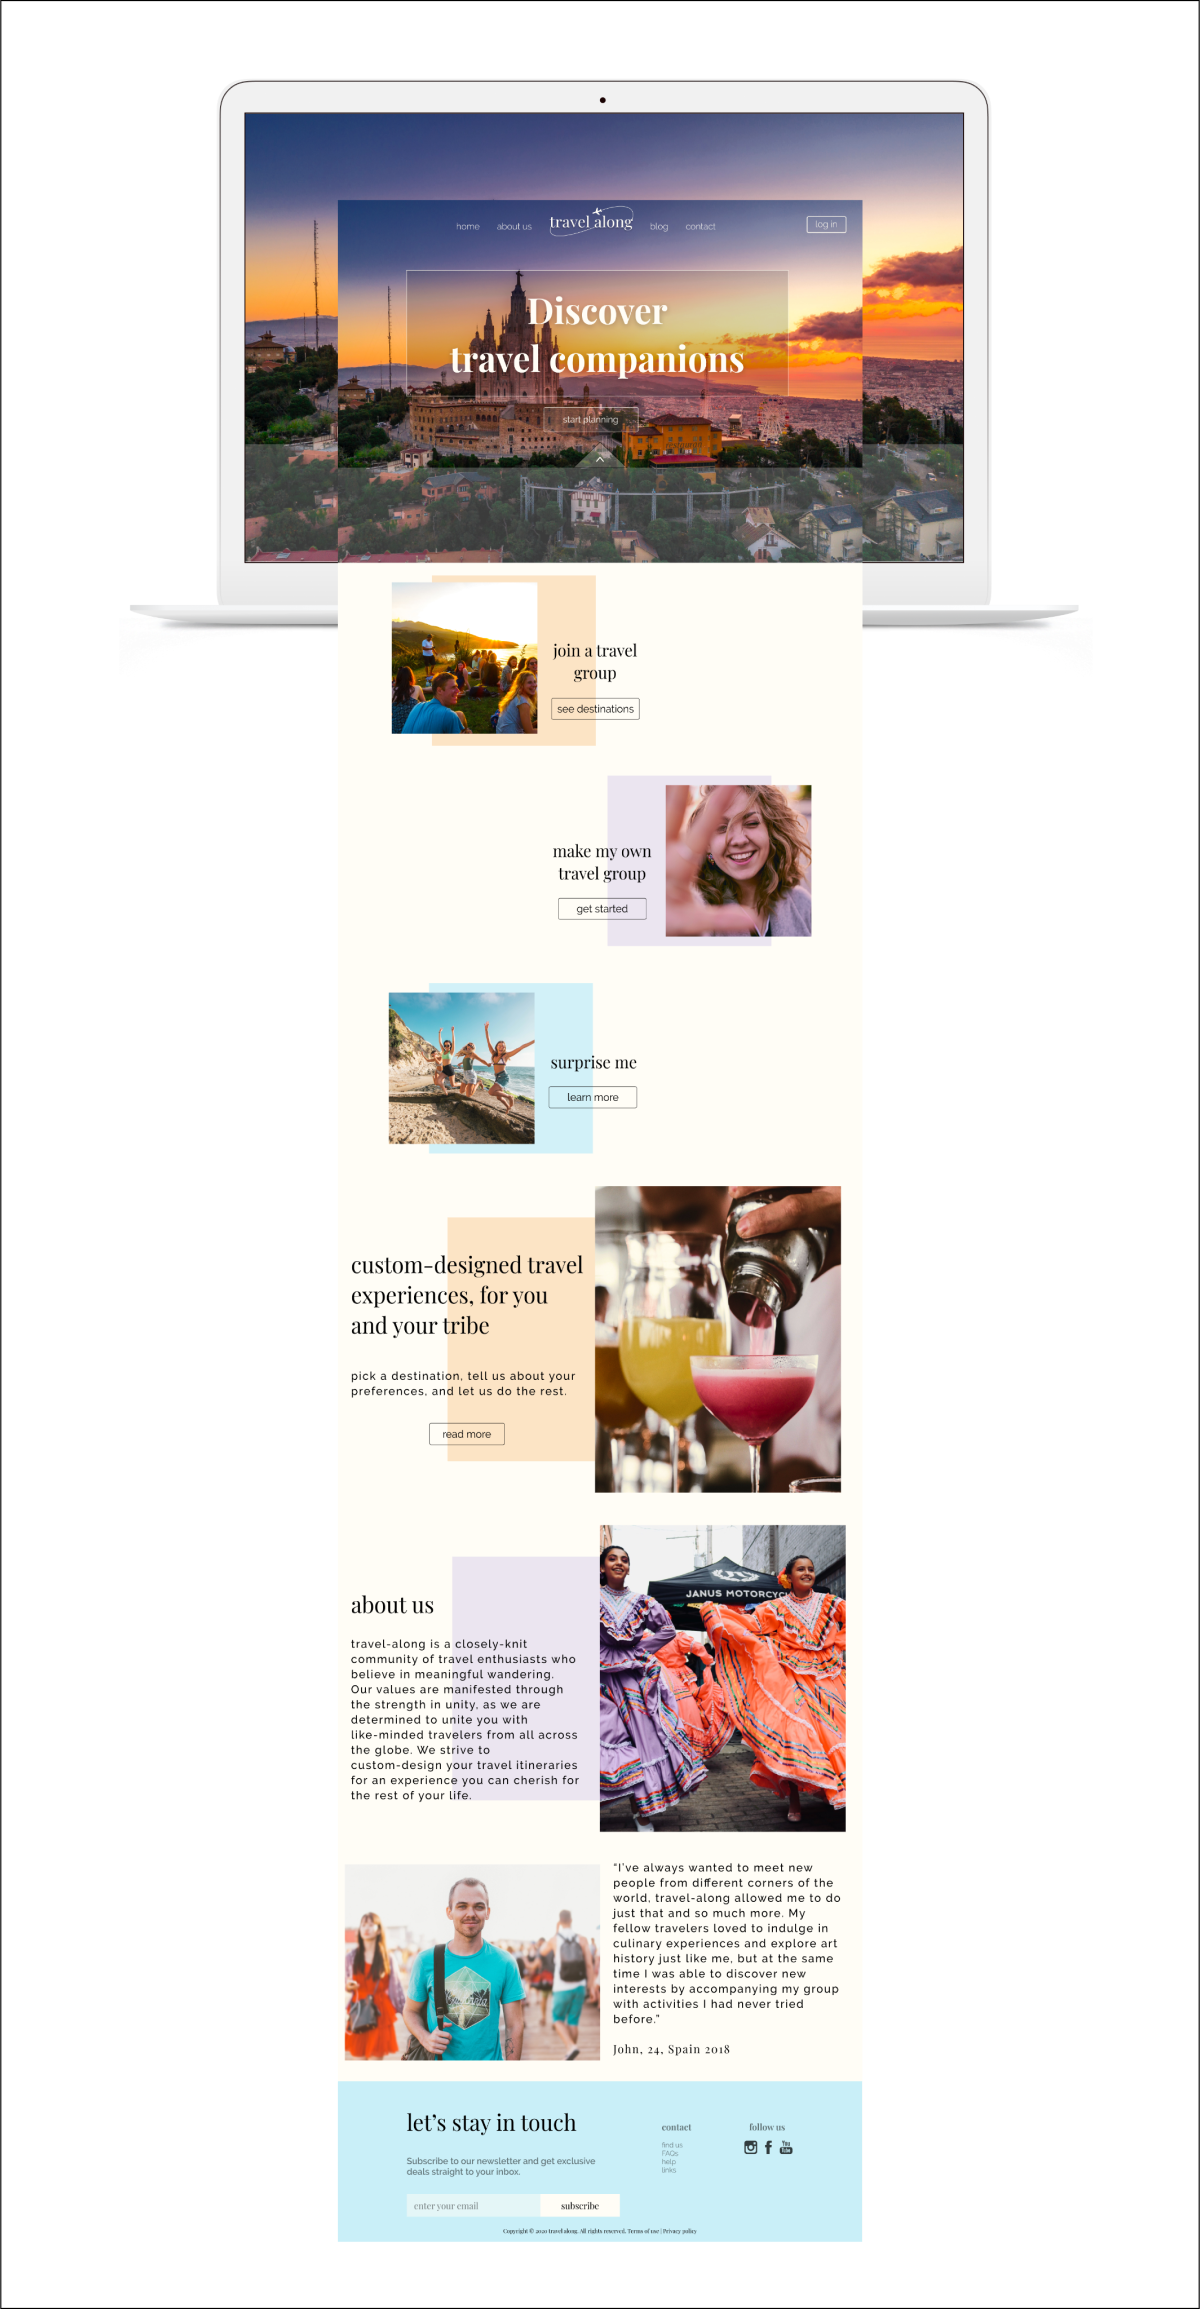 home
about us
travel along
blog
contact
log in
Discover
travel companions
start planning
join a travel
group
see destinations
make my own
travel group
get started
surprise me
learn more
custom-designed travel
experiences, for you
and your tribe
pick a destination, tell us about your
preferences, and let us do the rest.
read more
JANUS MOTORCYC
about us
travel-along is a closely-knit
community of travel enthusiasts who
believe in meaningful wandering.
Our values are manifested through
the strength in unity, as we are
determined to unite you with
like-minded travelers from all across
the globe. We strive to
custom-design your travel itineraries
for an experience you can cherish for
the rest of your life.
“I’ve always wanted to meet new
people from different corners of the
world, travel-along allowed me to do
just that and so much more. My
fellow travelers loved to indulge in
culinary experiences and explore art
history just like me, but at the same
time I was able to discover new
interests by accompanying my group
with activities I had never tried
before.”
John, 24, Spain 2018
let’s stay in touch
Subscribe to our newsletter and get exclusive
deals straight to your inbox.
enter your email
subscribe
contact
find us
FAQs
help
links
follow us
You
Tube
Copyright © 2020 travel along. All rights reserved. Terms of use | Privacy policy